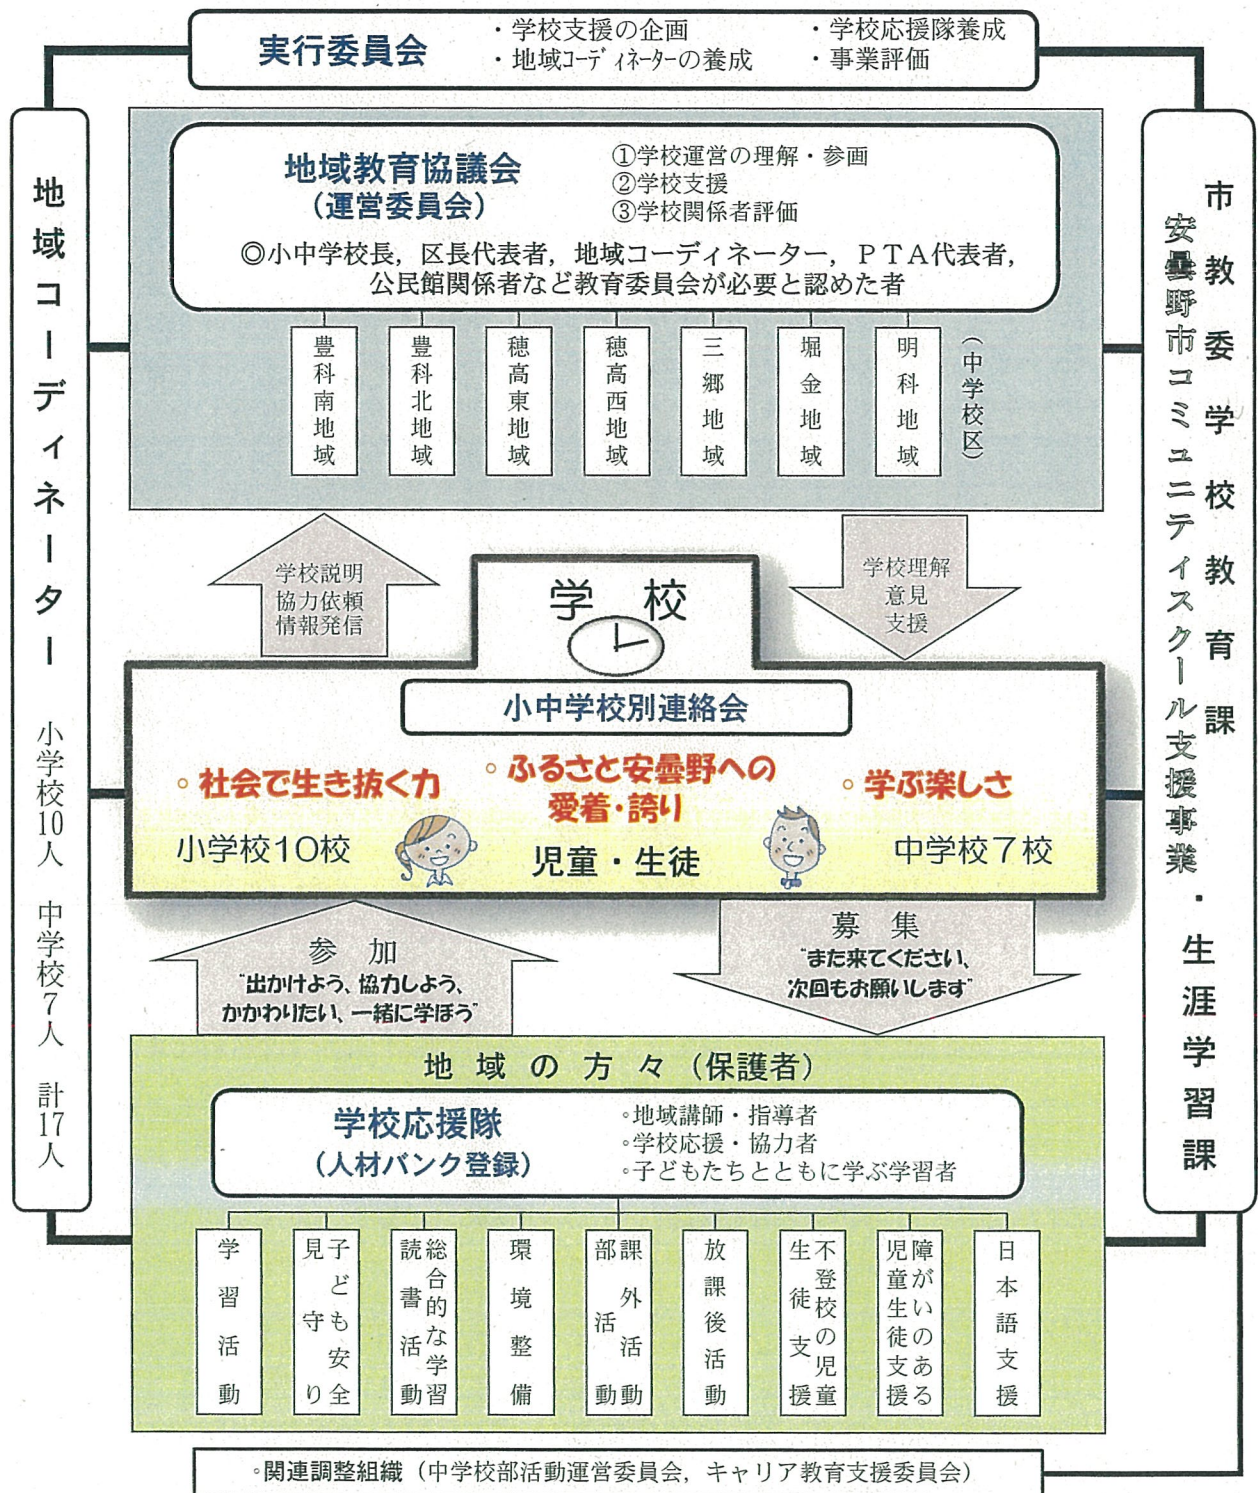 実行委員会
・学校支援の企画
・地域コーディネーターの養成
・学校応援隊養成
・事業評価
地域コーディネーター 小学校10人 中学校7人 計17人
市教委学校教育課・生涯学習課
安曇野市コミュニティスクール支援事業
地域教育協議会
(運営委員会)
①学校運営の理解・参画
②学校支援
③学校関係者評価
◎小中学校長，区長代表者，地域コーディネーター，ＰＴＡ代表者，
公民館関係者など教育委員会が必要と認めた者
豊科南地域
豊科北地域
穂高東地域
穂高西地域
三郷地域
堀金地域
明科地域
(中学校区)
学校説明
協力依頼
情報発信
学校理解
意見
支援
学 校
小中学校別連絡会
◦社会で生き抜く力
◦ふるさと安曇野への
愛着・誇り
◦学ぶ楽しさ
小学校10校
児童・生徒
中学校７校
参 加
"出かけよう、協力しよう、
かかわりたい、一緒に学ぼう"
募 集
"また来てください、
次回もお願いします"
地域の方々（保護者）
学校応援隊
(人材バンク登録)
◦地域講師・指導者
◦学校応援・協力者
◦子どもたちとともに学ぶ学習者
学習活動
子ども安全
見守り
総合的な学習
読書活動
環境整備
課外活動
部活動
放課後活動
不登校の児童
生徒支援
障がいのある
児童生徒支援
日本語支援
◦関連調整組織（中学校部活動運営委員会，キャリア教育支援委員会）